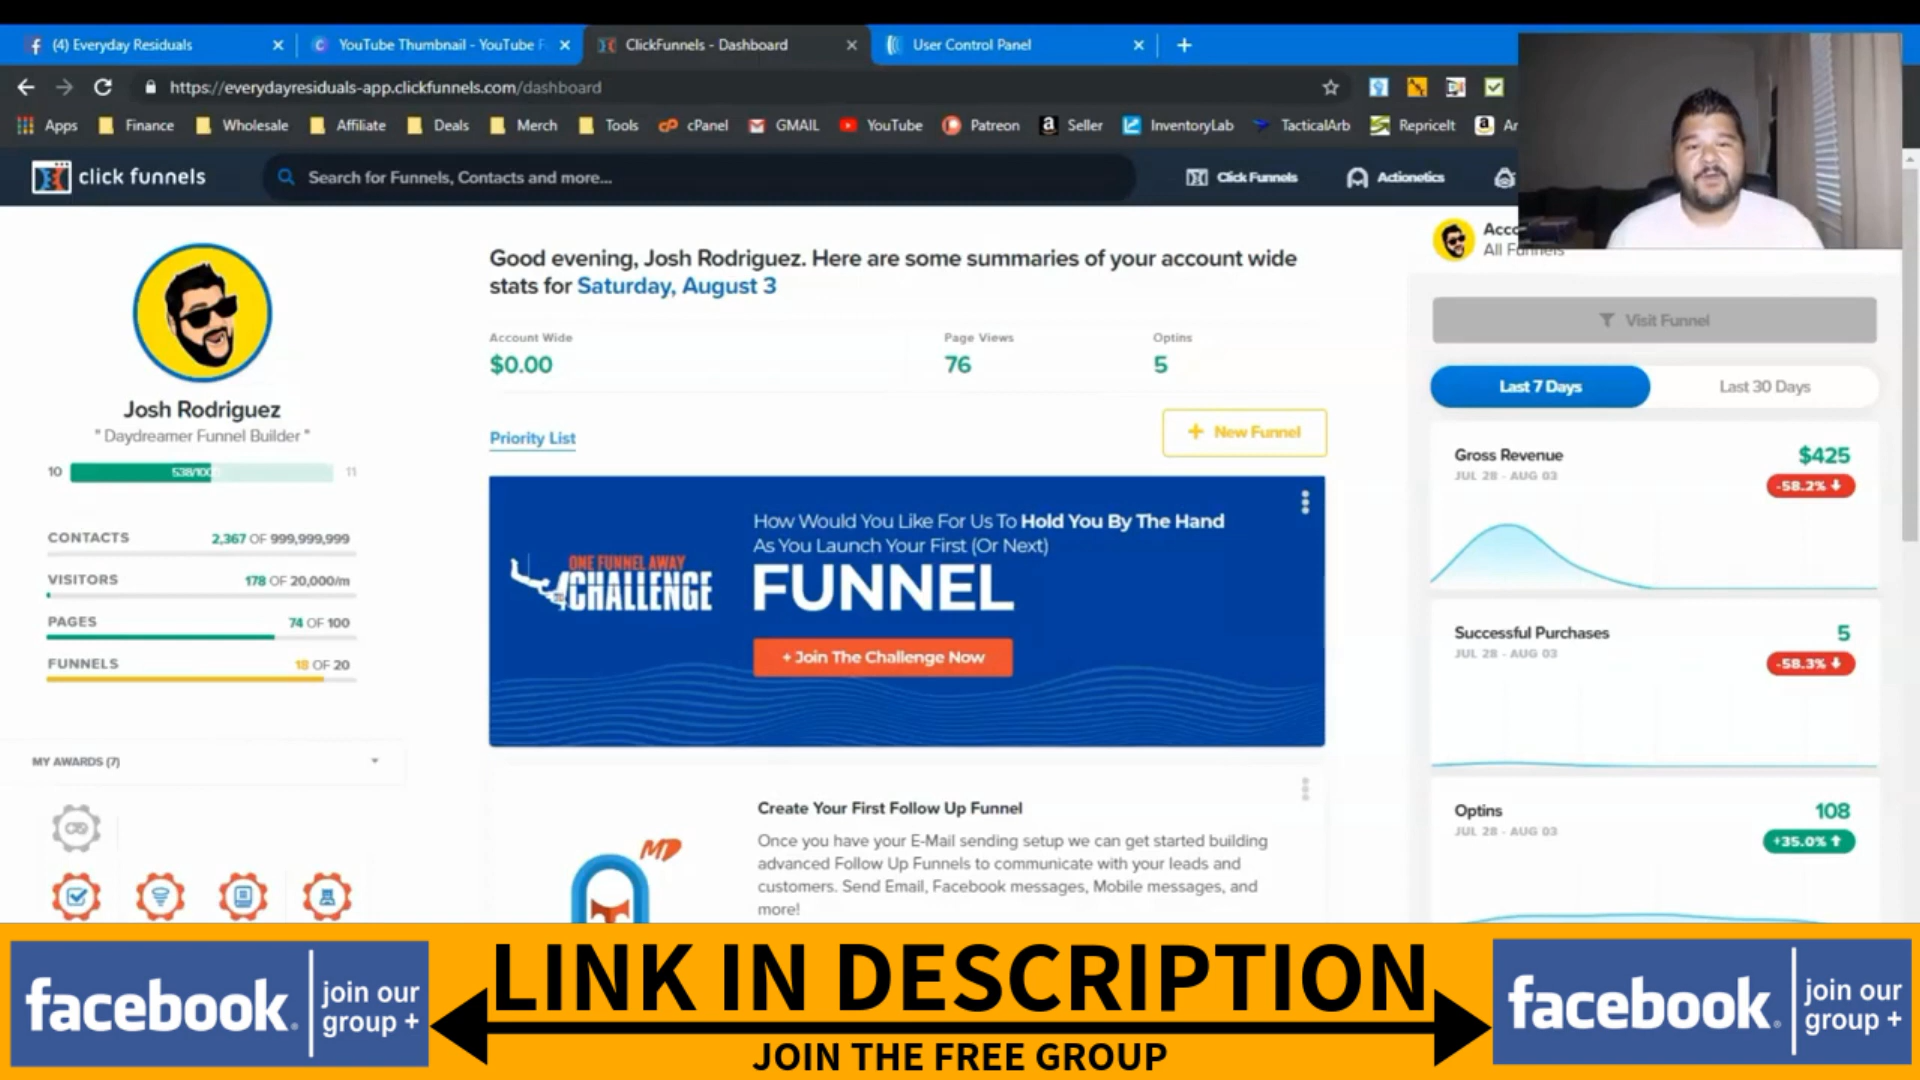 (4) Everyday Residuals
YouTube Thumbnail - YouTube F
ClickFunnels - Dashboard
User Control Panel
https://everydayresiduals-app.clickfunnels.com/dashboard
Apps Finance Wholesale Affiliate Deals Merch Tools cPanel GMAIL YouTube Patreon Seller InventoryLab TacticalArb RepriceIt Ar
click funnels
Search for Funnels, Contacts and more...
Click Funnels
Actionetics
Acco
All Funnels
Josh Rodriguez
" Daydreamer Funnel Builder "
10 538/100 11
CONTACTS 2,367 OF 999,999,999
VISITORS 178 OF 20,000/m
PAGES 74 OF 100
FUNNELS 18 OF 20
MY AWARDS (7)
Good evening, Josh Rodriguez. Here are some summaries of your account wide
stats for Saturday, August 3
Account Wide Page Views Optins
$0.00 76 5
Priority List
+ New Funnel
ONE FUNNEL AWAY
CHALLENGE
How Would You Like For Us To Hold You By The Hand
As You Launch Your First (Or Next)
FUNNEL
+ Join The Challenge Now
Create Your First Follow Up Funnel
Once you have your E-Mail sending setup we can get started building
advanced Follow Up Funnels to communicate with your leads and
customers. Send Email, Facebook messages, Mobile messages, and
more!
Visit Funnel
Last 7 Days Last 30 Days
Gross Revenue $425
JUL 28 - AUG 03 -58.2%
Successful Purchases 5
JUL 28 - AUG 03 -58.3%
Optins 108
JUL 28 - AUG 03 +35.0%
facebook. join our
group +
LINK IN DESCRIPTION
JOIN THE FREE GROUP
facebook. join our
group +